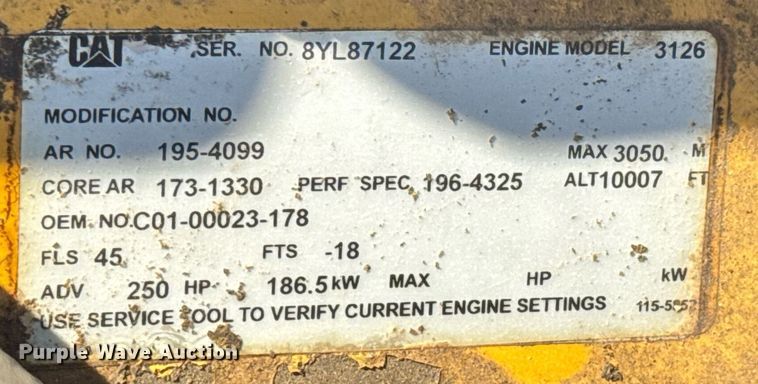 CAT SER. NO. 8YL87122 ENGINE MODEL 3126
MODIFICATION NO.
AR NO. 195-4099 MAX 3050 M
CORE AR 173-1330 PERF SPEC 196-4325 ALT 10007 FT
OEM NO. C01-00023-178
FLS 45 FTS -18
ADV 250 HP 186.5 kW MAX HP kW
USE SERVICE TOOL TO VERIFY CURRENT ENGINE SETTINGS
Purple Wave Auction